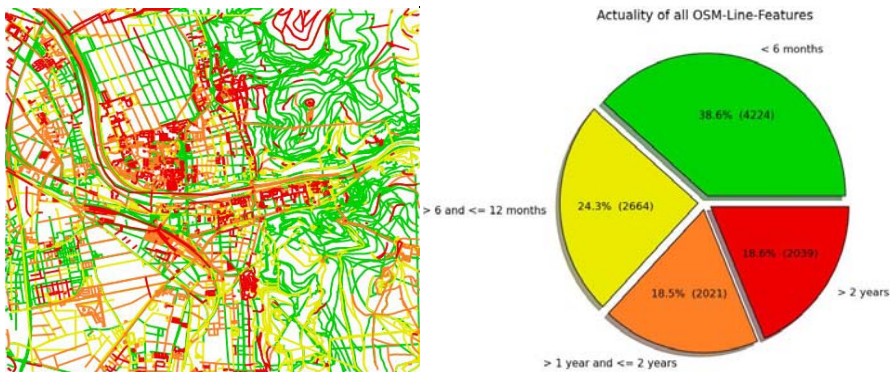 Actuality of all OSM-Line-Features
< 6 months
38.6% (4224)
> 6 and <= 12 months
24.3% (2664)
18.6% (2039)
18.5% (2021)
> 2 years
> 1 year and <= 2 years